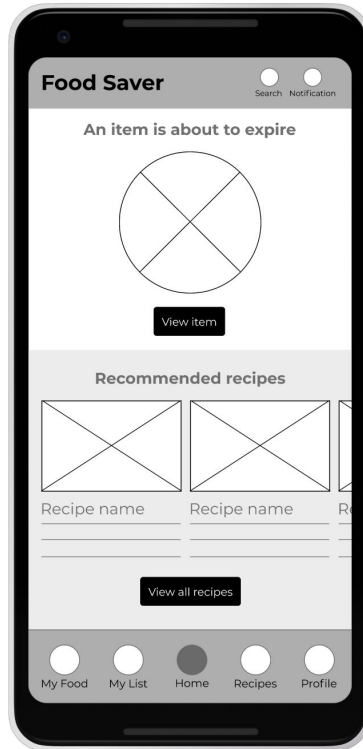 Food Saver
Search Notification
An item is about to expire
View item
Recommended recipes
Recipe name Recipe name Re
View all recipes
My Food My List Home Recipes Profile